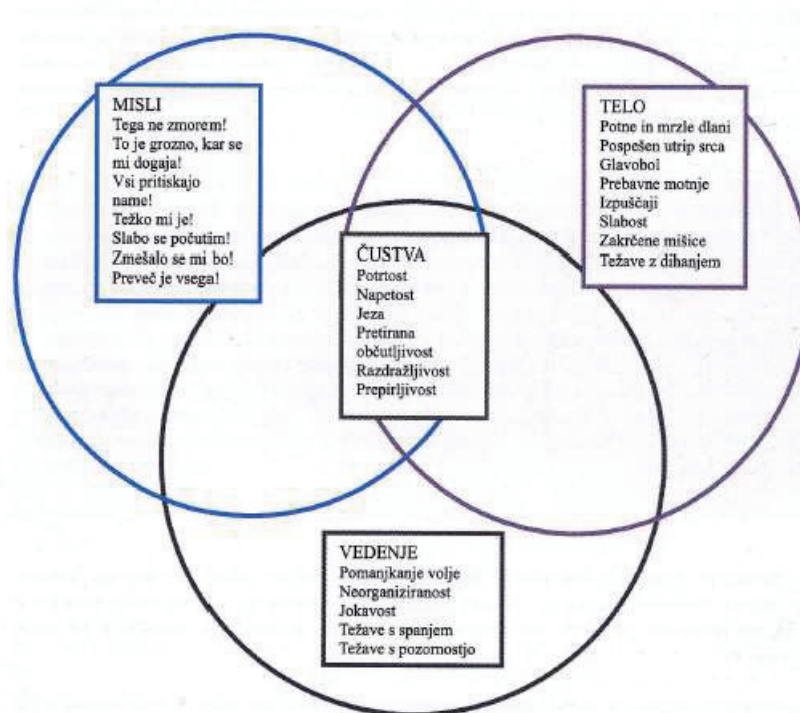 MISLI
Tega ne zmorem!
To je grozno, kar se
mi dogaja!
Vsi pritiskajo
name!
Težko mi je!
Slabo se počutim!
Zmešalo se mi bo!
Preveč je vsega!
TELO
Potne in mrzle dlani
Pospešen utrip srca
Glavobol
Prebavne motnje
Izpuščaji
Slabost
Zakrčene mišice
Težave z dihanjem
ČUSTVA
Potrtost
Napetost
Jeza
Pretirana
občutljivost
Razdražljivost
Prepirljivost
VEDENJE
Pomanjkanje volje
Neorganiziranost
Jokavost
Težave s spanjem
Težave s pozornostjo